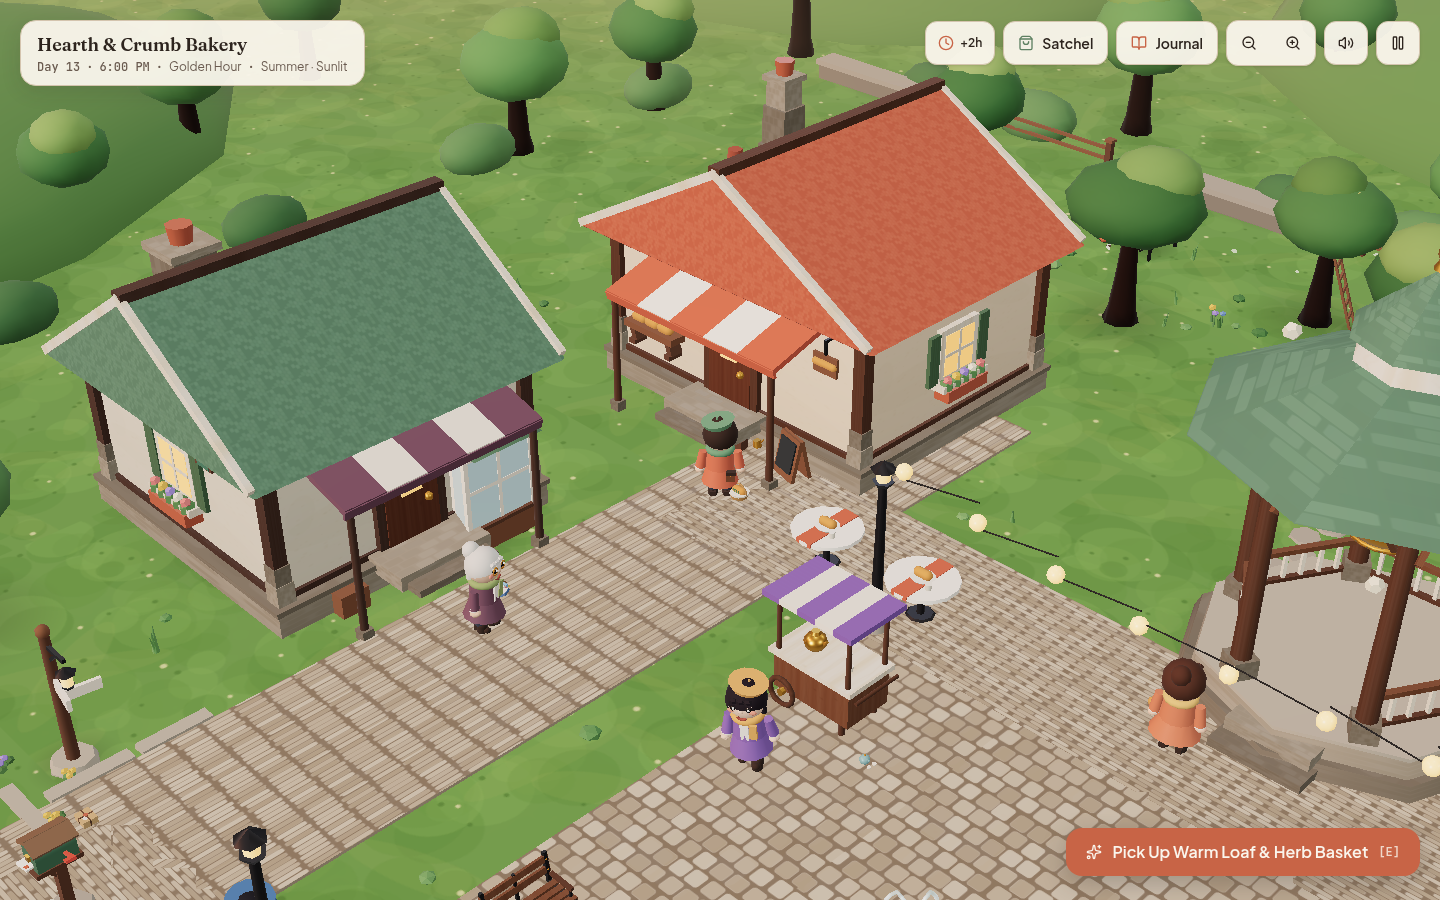 Hearth & Crumb Bakery
Day 13 · 6:00 PM · Golden Hour · Summer · Sunlit
+2h
Satchel
Journal
Pick Up Warm Loaf & Herb Basket [E]